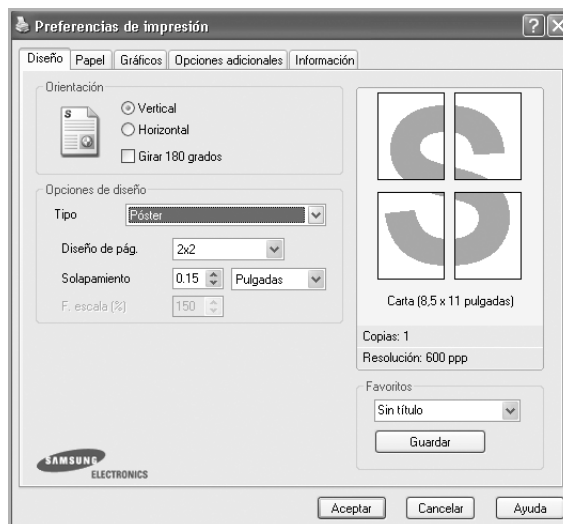 Preferencias de impresión
Diseño Papel Gráficos Opciones adicionales Información
Orientación
S
Vertical
Horizontal
Girar 180 grados
Opciones de diseño
Tipo Póster
Diseño de pág. 2x2
Solapamiento 0.15 Pulgadas
F. escala (%) 150
S
Carta (8,5 x 11 pulgadas)
Copias: 1
Resolución: 600 ppp
Favoritos
Sin título
Guardar
SAMSUNG
ELECTRONICS
Aceptar Cancelar Ayuda